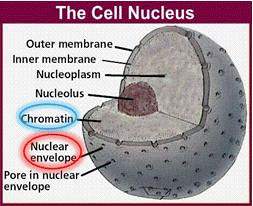 The Cell Nucleus
Outer membrane
Inner membrane
Nucleoplasm
Nucleolus
Chromatin
Nuclear
envelope
Pore in nuclear
envelope